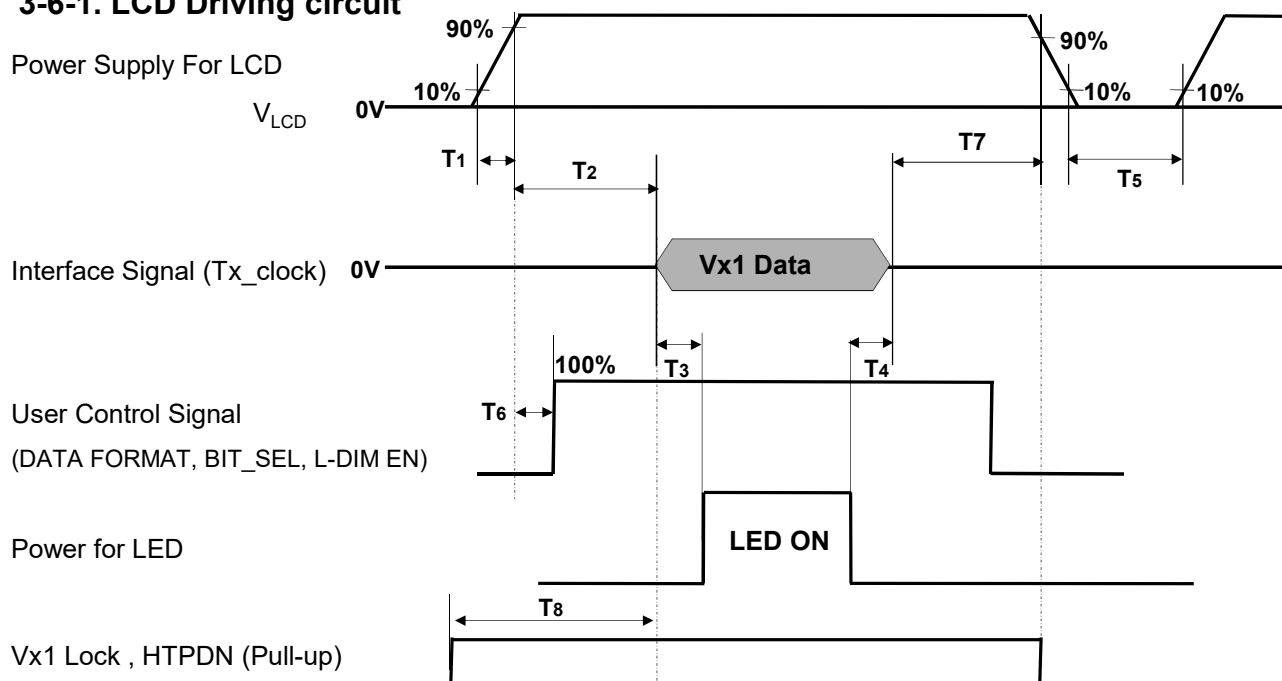 3-6-1. LCD Driving circuit
90%
90%
Power Supply For LCD
10%
10%
10%
VLCD
0V
T1
T2
T7
T5
Interface Signal (Tx_clock)
0V
Vx1 Data
100%
T3
T4
User Control Signal
T6
(DATA FORMAT, BIT_SEL, L-DIM EN)
Power for LED
LED ON
T8
Vx1 Lock , HTPDN (Pull-up)